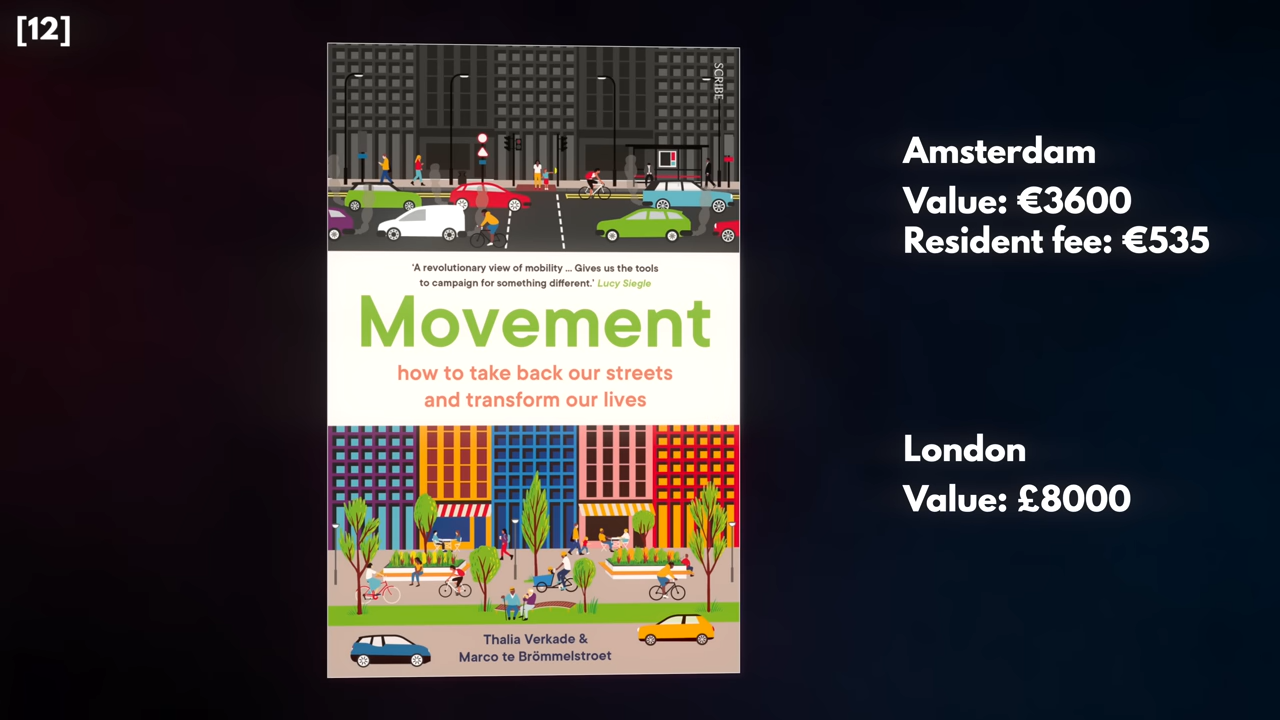 [12]
SCRIBE
'A revolutionary view of mobility ... Gives us the tools
to campaign for something different.' Lucy Siegle
Movement
how to take back our streets
and transform our lives
Thalia Verkade &
Marco te Brömmelstroet
Amsterdam
Value: €3600
Resident fee: €535
London
Value: £8000